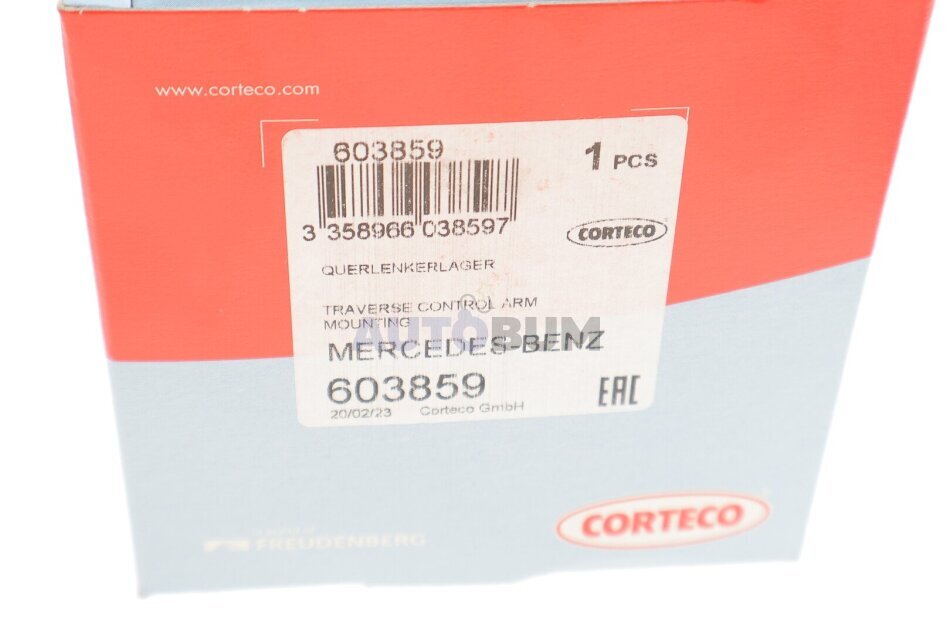 www.corteco.com
603859
1 PCS
3 358966 038597
CORTECO
QUERLENKERLAGER
TRAVERSE CONTROL ARM
MOUNTING
AUTOBUM
MERCEDES-BENZ
603859
EAC
20/02/23 Corteco GmbH
CORTECO
FREUDENBERG